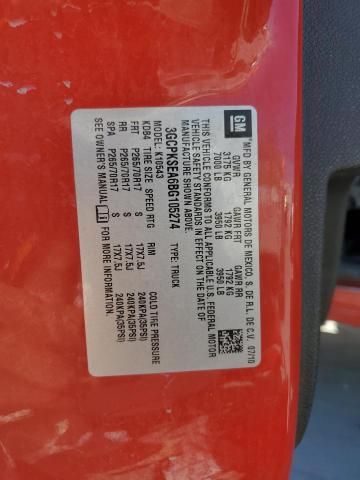 GM
MFD BY GENERAL MOTORS DE MEXICO, S. DE R.L. DE C.V. 07/10
GVWR GAWR FRT GAWR RR
3175 KG 1792 KG 1792 KG
7000 LB 3950 LB 3950 LB
THIS VEHICLE CONFORMS TO ALL APPLICABLE U.S. FEDERAL MOTOR
VEHICLE SAFETY STANDARDS IN EFFECT ON THE DATE OF
MANUFACTURE SHOWN ABOVE.
3GCPKSEA6BG105274 TYPE: TRUCK
MODEL: K10543
KDB4 TIRE SIZE SPEED RTG RIM COLD TIRE PRESSURE
FRT P265/70R17 S 17X7.5J 240KPA(35PSI)
RR P265/70R17 S 17X7.5J 240KPA(35PSI)
SPA P265/70R17 S 17X7.5J 240KPA(35PSI)
SEE OWNER'S MANUAL FOR MORE INFORMATION.